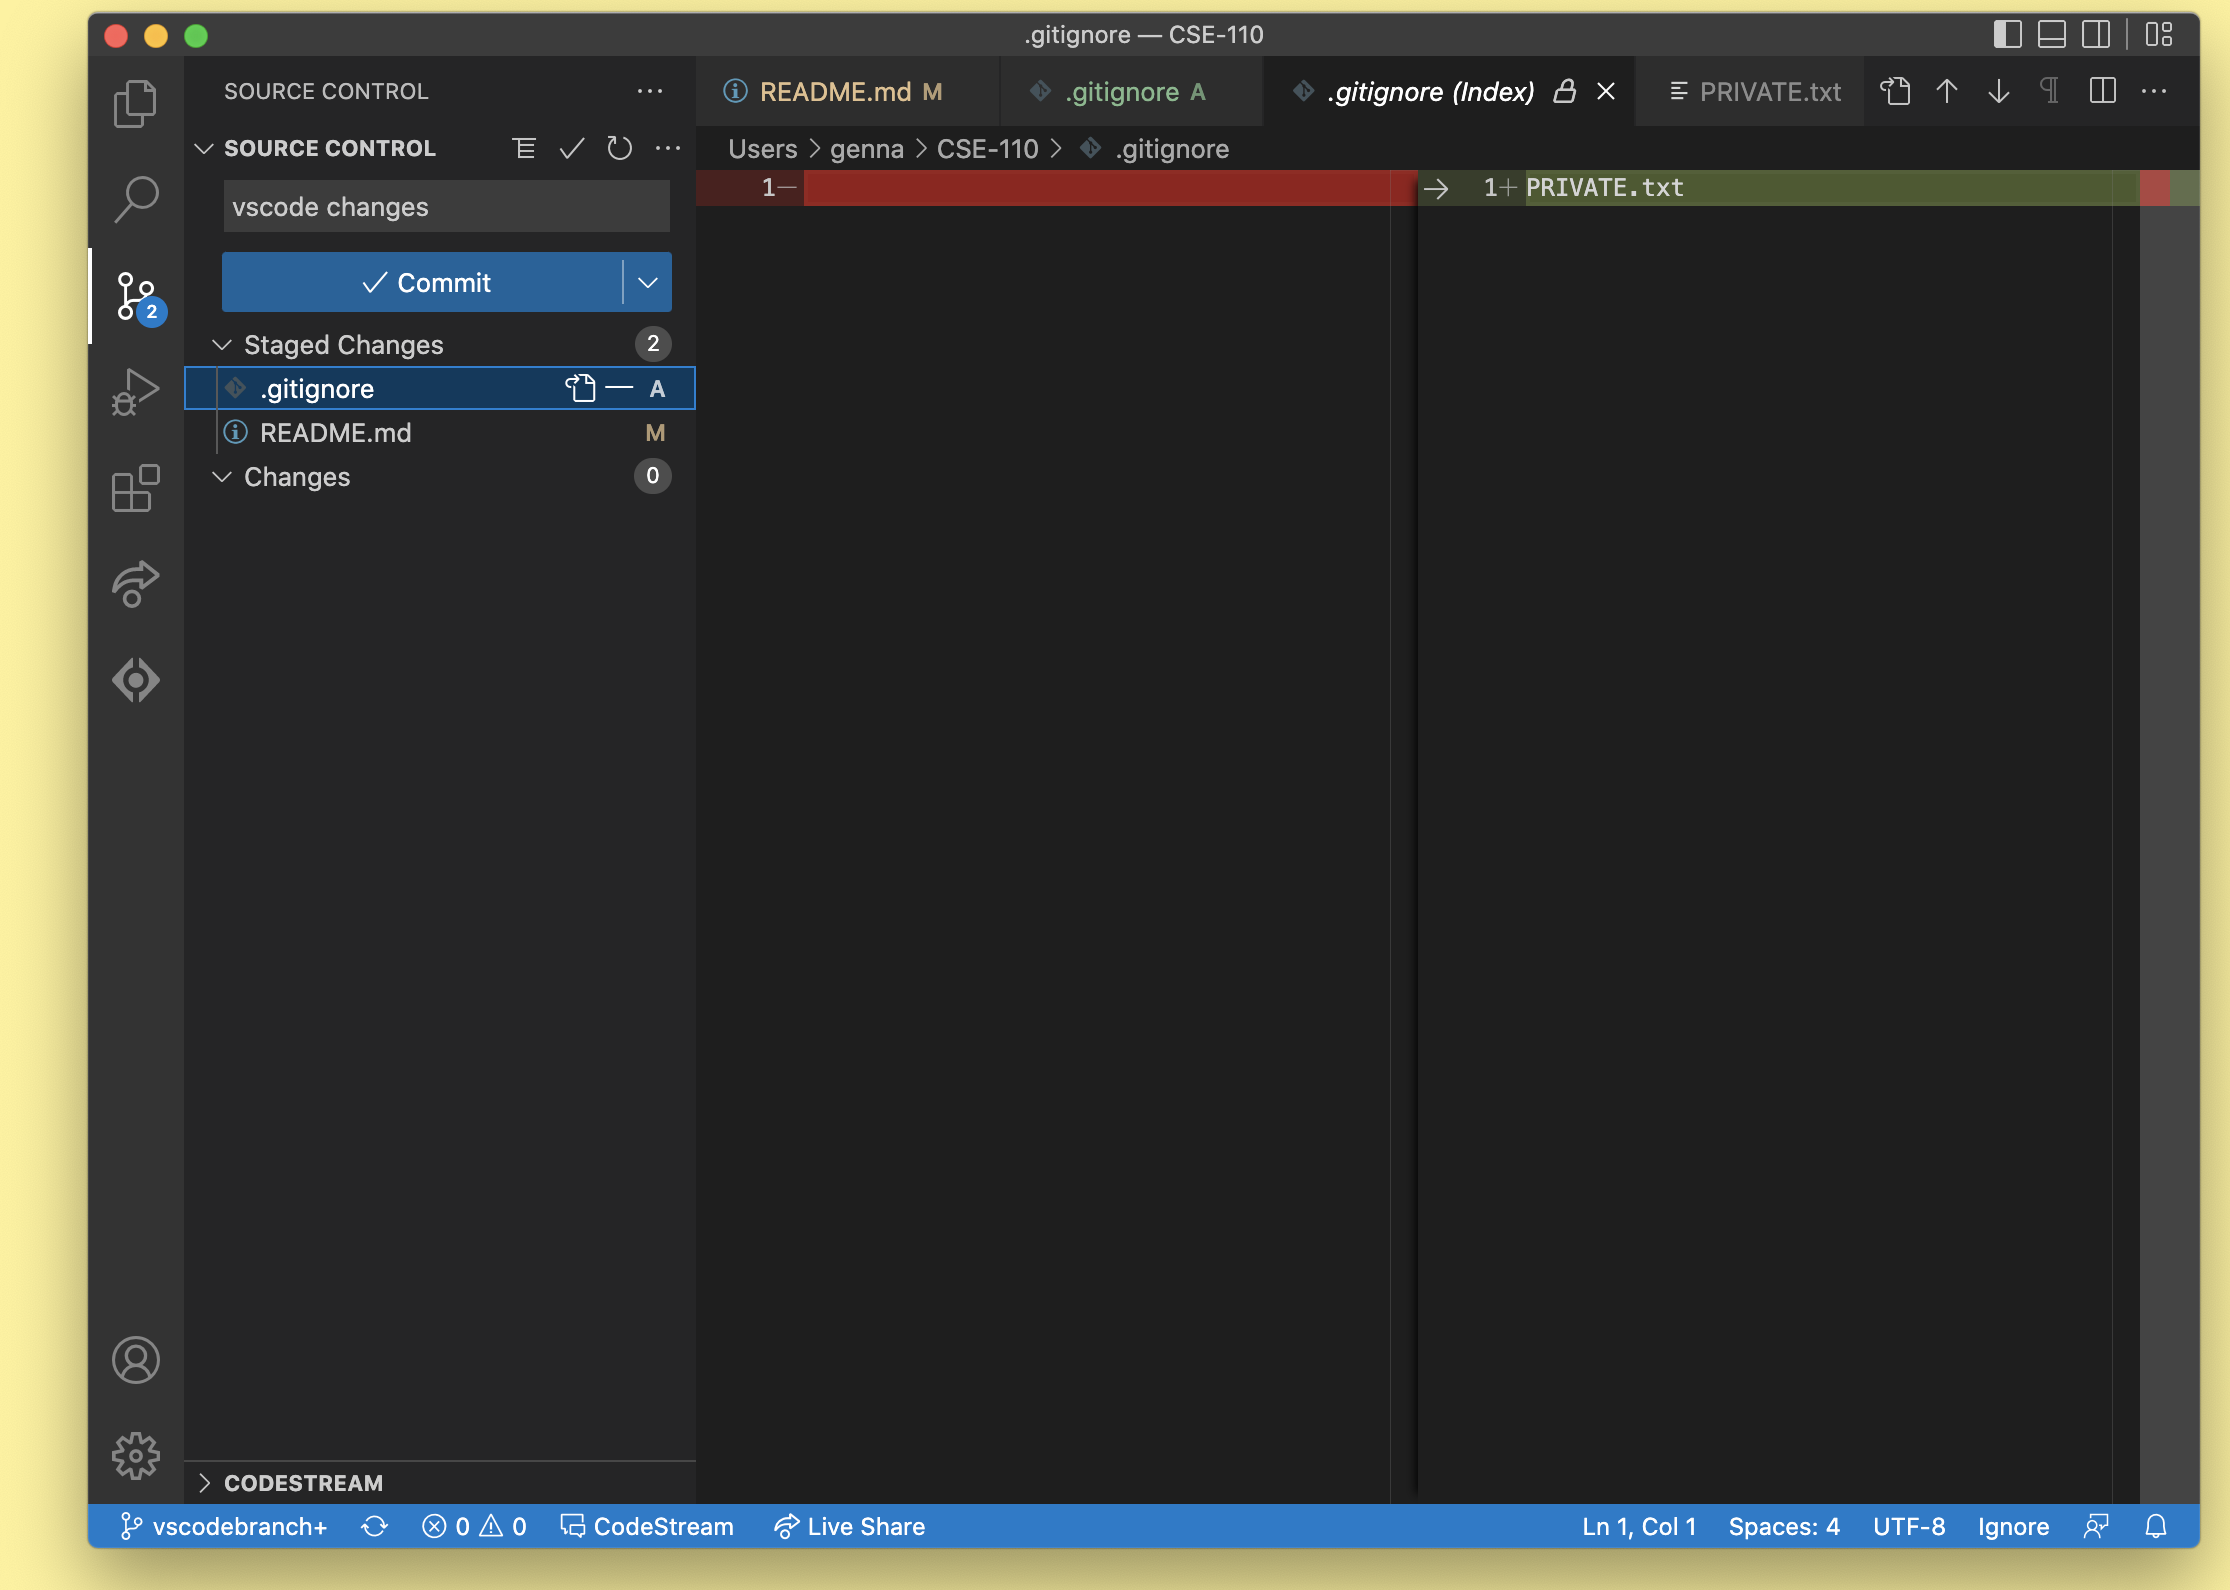 .gitignore — CSE-110
SOURCE CONTROL
README.md M
.gitignore A
.gitignore (Index)
PRIVATE.txt
SOURCE CONTROL
Users > genna > CSE-110 > .gitignore
vscode changes
1— 
1+ PRIVATE.txt
Commit
2
Staged Changes 2
.gitignore A
README.md M
Changes 0
CODESTREAM
vscodebranch+ 0 0 CodeStream Live Share Ln 1, Col 1 Spaces: 4 UTF-8 Ignore